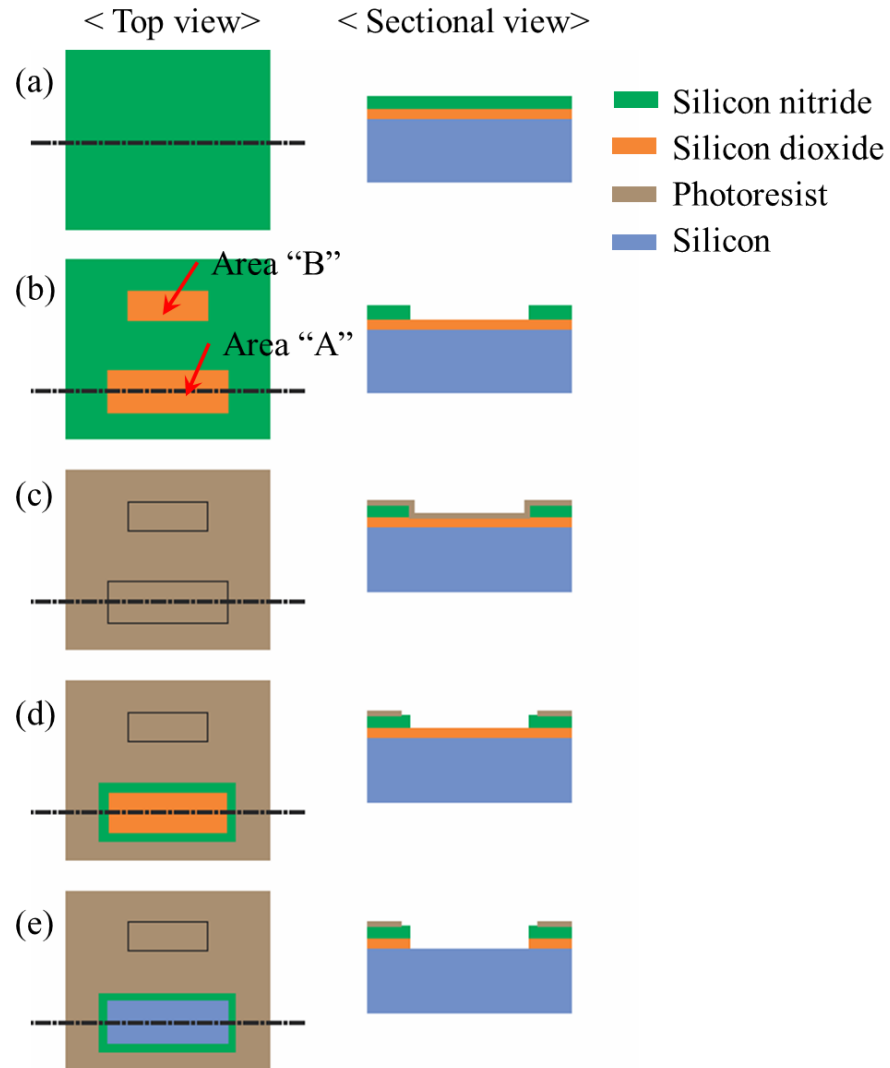 < Top view>
< Sectional view>
(a)
Silicon nitride
Silicon dioxide
Photoresist
Silicon
(b)
Area “B”
Area “A”
(c)
(d)
(e)